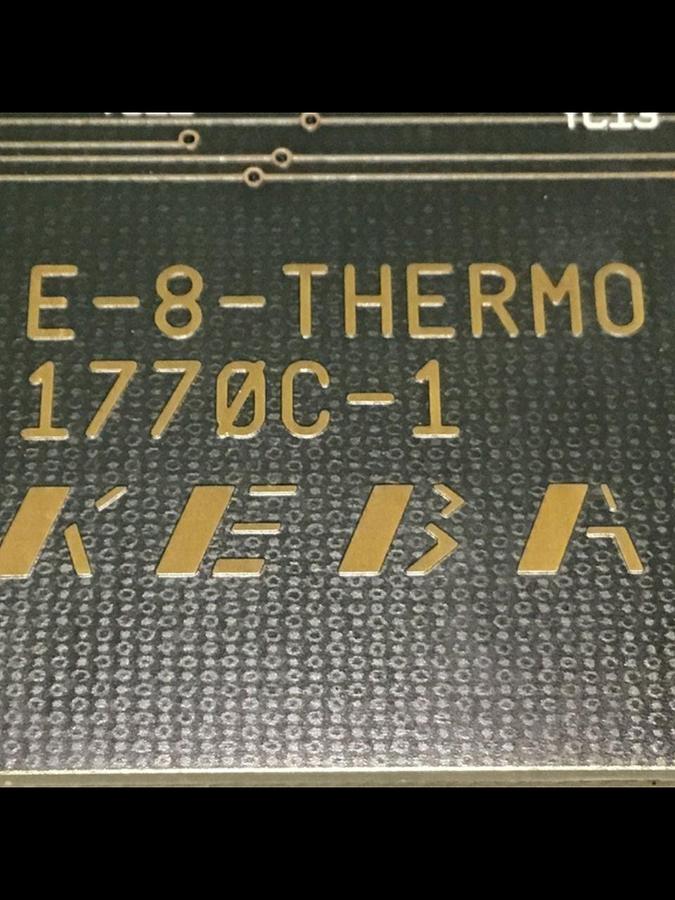 E-8-THERMO
1770C-1
KEBA